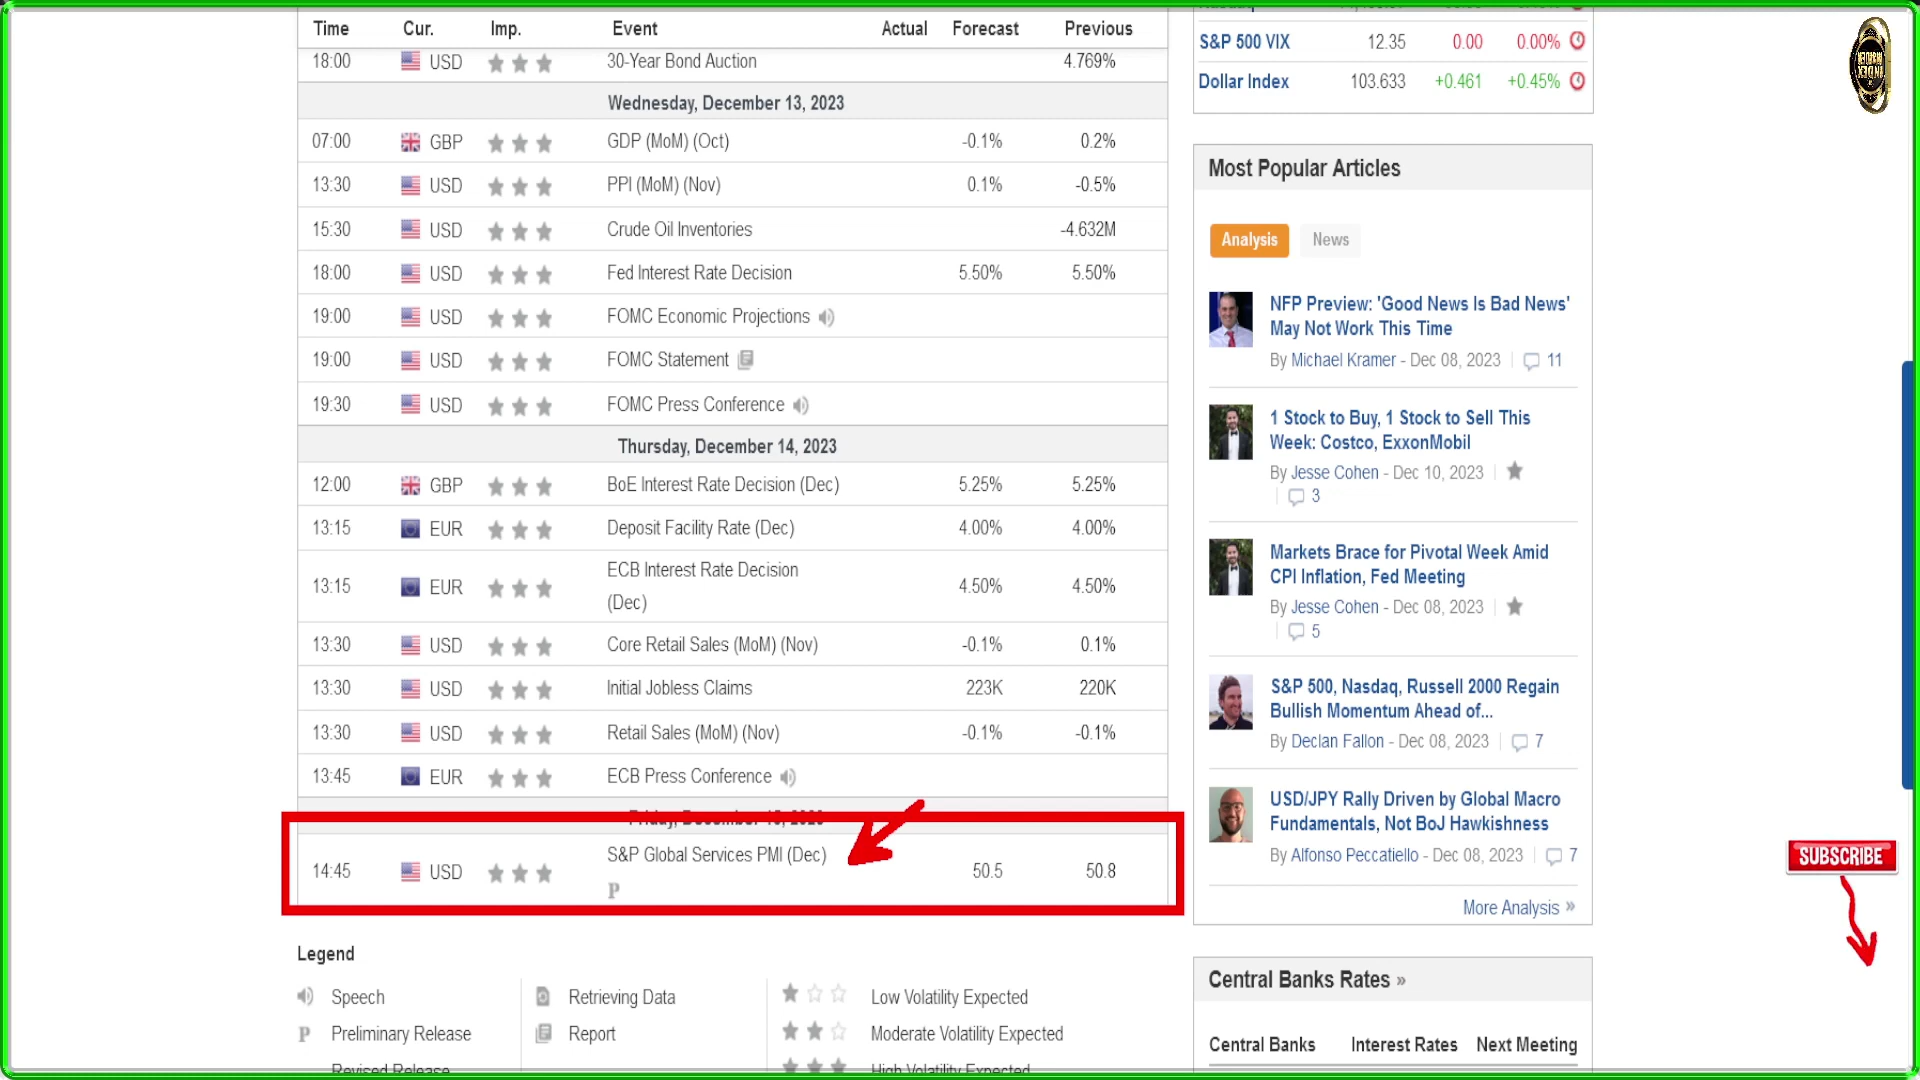 Time Cur. Imp. Event Actual Forecast Previous
18:00 USD 30-Year Bond Auction 4.769%
Wednesday, December 13, 2023
07:00 GBP GDP (MoM) (Oct) -0.1% 0.2%
13:30 USD PPI (MoM) (Nov) 0.1% -0.5%
15:30 USD Crude Oil Inventories -4.632M
18:00 USD Fed Interest Rate Decision 5.50% 5.50%
19:00 USD FOMC Economic Projections
19:00 USD FOMC Statement
19:30 USD FOMC Press Conference
Thursday, December 14, 2023
12:00 GBP BoE Interest Rate Decision (Dec) 5.25% 5.25%
13:15 EUR Deposit Facility Rate (Dec) 4.00% 4.00%
13:15 EUR ECB Interest Rate Decision
(Dec) 4.50% 4.50%
13:30 USD Core Retail Sales (MoM) (Nov) -0.1% 0.1%
13:30 USD Initial Jobless Claims 223K 220K
13:30 USD Retail Sales (MoM) (Nov) -0.1% -0.1%
13:45 EUR ECB Press Conference
Friday, December 15, 2023
14:45 USD S&P Global Services PMI (Dec) 50.5 50.8
P
Legend
Speech Retrieving Data Low Volatility Expected
P Preliminary Release Report Moderate Volatility Expected
Revised Release High Volatility Expected
S&P 500 VIX 12.35 0.00 0.00%
Dollar Index 103.633 +0.461 +0.45%
Most Popular Articles
Analysis News
NFP Preview: 'Good News Is Bad News'
May Not Work This Time
By Michael Kramer - Dec 08, 2023 11
1 Stock to Buy, 1 Stock to Sell This
Week: Costco, ExxonMobil
By Jesse Cohen - Dec 10, 2023
3
Markets Brace for Pivotal Week Amid
CPI Inflation, Fed Meeting
By Jesse Cohen - Dec 08, 2023
5
S&P 500, Nasdaq, Russell 2000 Regain
Bullish Momentum Ahead of...
By Declan Fallon - Dec 08, 2023 7
USD/JPY Rally Driven by Global Macro
Fundamentals, Not BoJ Hawkishness
By Alfonso Peccatiello - Dec 08, 2023 7
More Analysis »
Central Banks Rates »
Central Banks Interest Rates Next Meeting
SUBSCRIBE